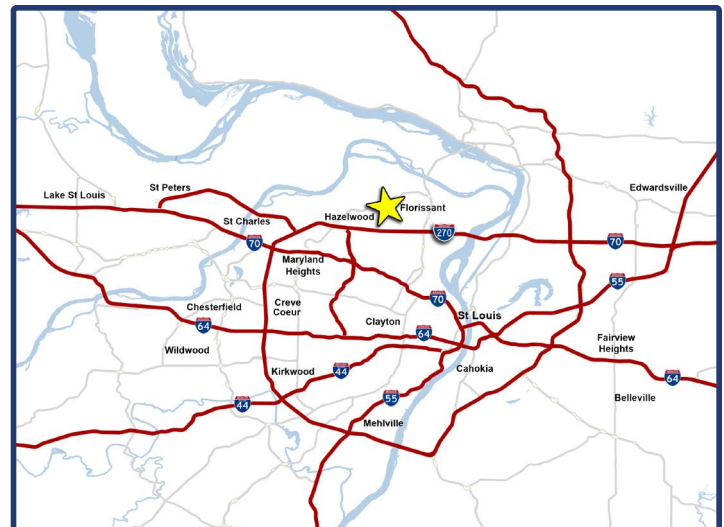 St Peters
Edwardsville
Lake St Louis
Florissant
Hazelwood
St Charles
270
70
70
Maryland
Heights
55
70
Chesterfield
Creve
Coeur
St Louis
64
Clayton
64
Fairview
Heights
Wildwood
Kirkwood
44
Cahokia
64
55
Belleville
44
Mehlville